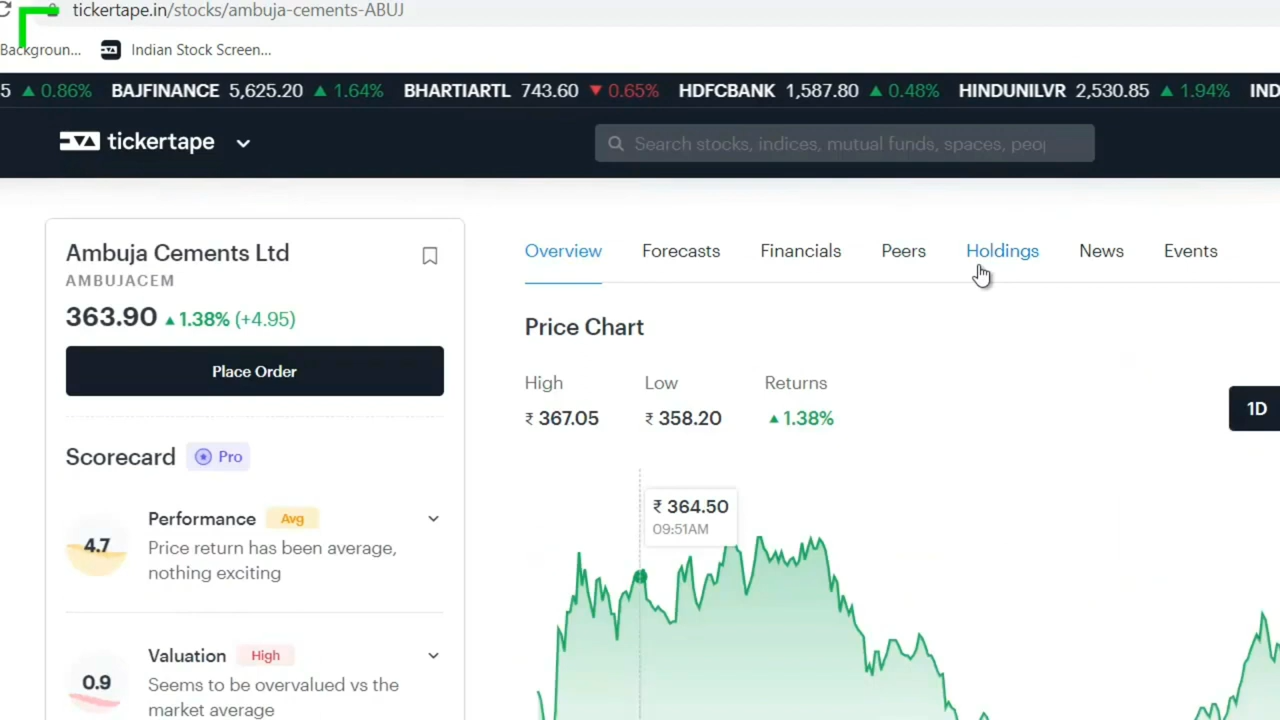 tickertape.in/stocks/ambuja-cements-ABUJ
Backgroun... Indian Stock Screen...
5 ▲ 0.86% BAJFINANCE 5,625.20 ▲ 1.64% BHARTIARTL 743.60 ▼ 0.65% HDFCBANK 1,587.80 ▲ 0.48% HINDUNILVR 2,530.85 ▲ 1.94% IND
tickertape
Search stocks, indices, mutual funds, spaces, peop
Ambuja Cements Ltd
AMBUJACEM
363.90 ▲ 1.38% (+4.95)
Place Order
Scorecard Pro
Performance Avg
4.7
Price return has been average,
nothing exciting
Valuation High
0.9
Seems to be overvalued vs the
market average
Overview Forecasts Financials Peers Holdings News Events
Price Chart
High Low Returns
₹ 367.05 ₹ 358.20 ▲ 1.38%
1D
₹ 364.50
09:51AM